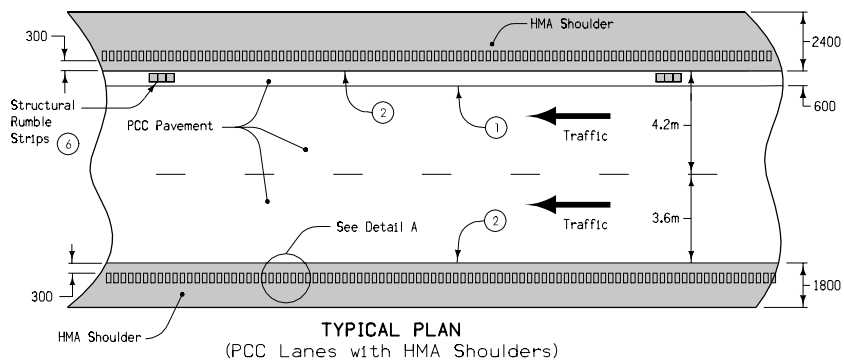 300
HMA Shoulder
2400
Structural
Rumble
Strips
6
PCC Pavement
2
1
Traffic
4.2m
600
See Detail A
2
Traffic
3.6m
300
HMA Shoulder
1800
TYPICAL PLAN
(PCC Lanes with HMA Shoulders)